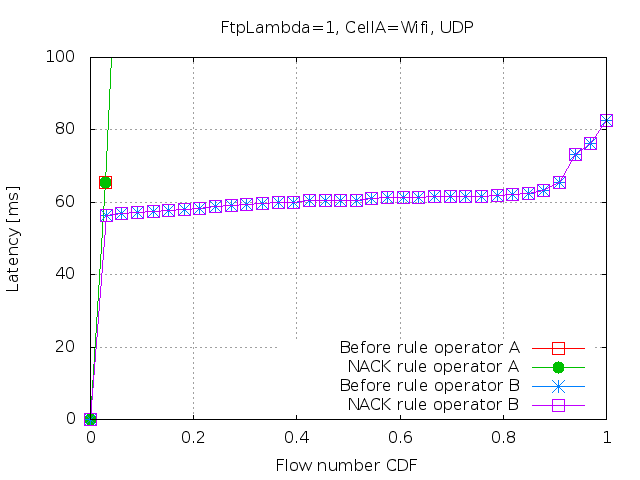 FtpLambda=1, CellA=Wifi, UDP
100
80
60
40
20
0
Latency [ms]
Before rule operator A
NACK rule operator A
Before rule operator B
NACK rule operator B
0 0.2 0.4 0.6 0.8 1
Flow number CDF